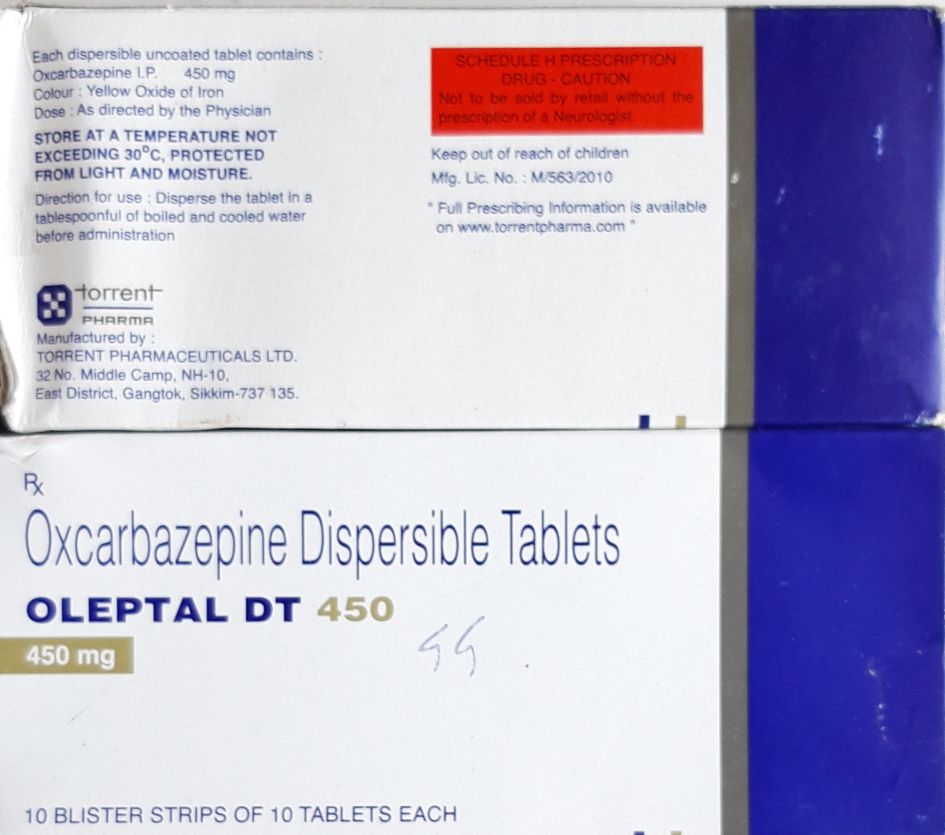 Each dispersible uncoated tablet contains :
Oxcarbazepine I.P. 450 mg
Colour : Yellow Oxide of Iron
Dose : As directed by the Physician
STORE AT A TEMPERATURE NOT
EXCEEDING 30°C, PROTECTED
FROM LIGHT AND MOISTURE.
Direction for use : Disperse the tablet in a
tablespoonful of boiled and cooled water
before administration
torrent
PHARMA
Manufactured by :
TORRENT PHARMACEUTICALS LTD.
32 No. Middle Camp, NH-10,
East District, Gangtok, Sikkim-737 135.
SCHEDULE H PRESCRIPTION
DRUG - CAUTION
Not to be sold by retail without the
prescription of a Neurologist.
Keep out of reach of children
Mfg. Lic. No. : M/563/2010
" Full Prescribing Information is available
on www.torrentpharma.com "
Rx
Oxcarbazepine Dispersible Tablets
OLEPTAL DT 450
450 mg
10 BLISTER STRIPS OF 10 TABLETS EACH